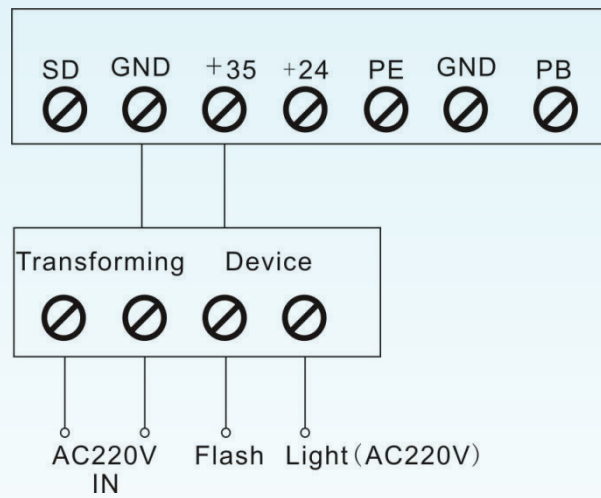 SD GND +35 +24 PE GND PB
Transforming Device
AC220V Flash Light(AC220V)
IN